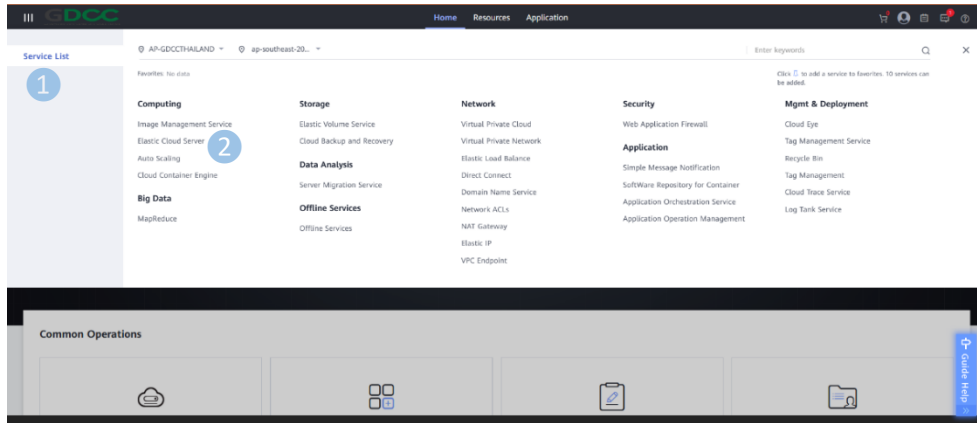 GDCC
Home Resources Application
Service List
AP-GDCCTHAILAND
ap-southeast-20...
Enter keywords
Favorites: No data
Click to add a service to favorites. 10 services can
be added.
1
Computing
Image Management Service
Elastic Cloud Server
2
Auto Scaling
Cloud Container Engine
Big Data
MapReduce
Storage
Elastic Volume Service
Cloud Backup and Recovery
Data Analysis
Server Migration Service
Offline Services
Offline Services
Network
Virtual Private Cloud
Virtual Private Network
Elastic Load Balance
Direct Connect
Domain Name Service
Network ACLs
NAT Gateway
Elastic IP
VPC Endpoint
Security
Web Application Firewall
Application
Simple Message Notification
SoftWare Repository for Container
Application Orchestration Service
Application Operation Management
Mgmt & Deployment
Cloud Eye
Tag Management Service
Recycle Bin
Tag Management
Cloud Trace Service
Log Tank Service
Common Operations
Guide Help